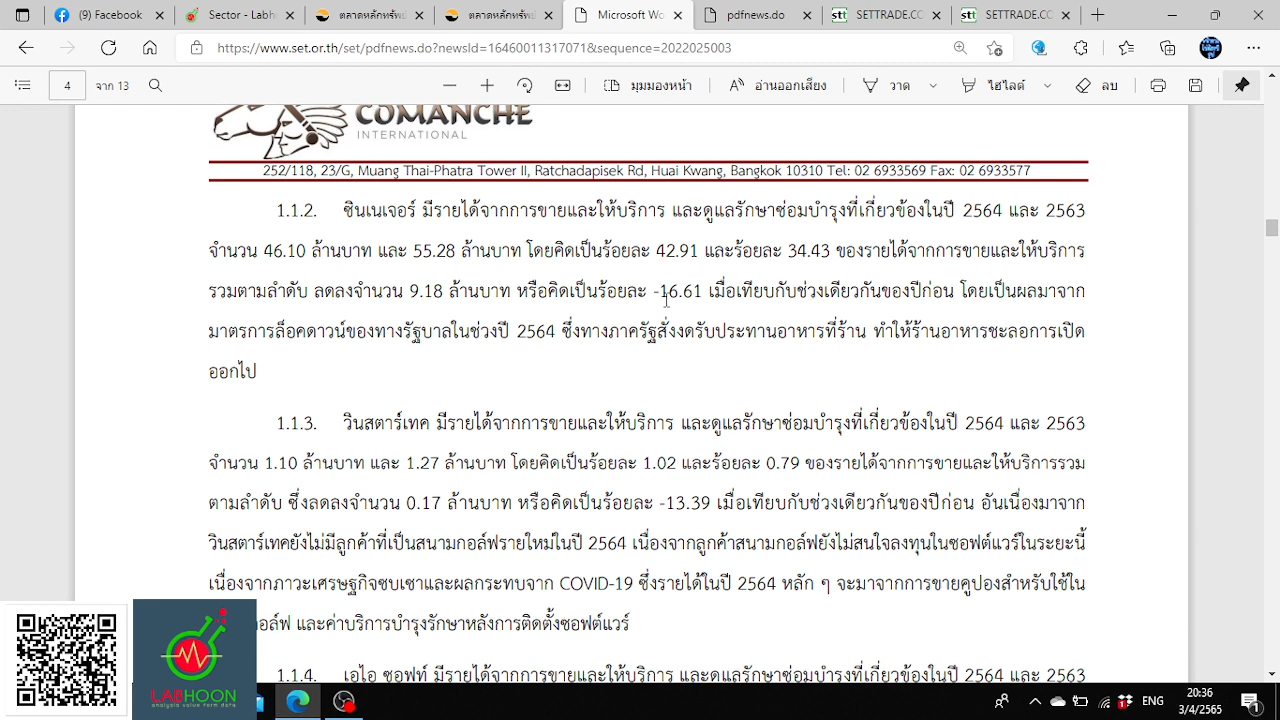 Microsoft
SETTRADE.CC
SETTRADE.CC
https://www.set.or.th/set/pdfnews.do?newsId=16460011317071&sequence=2022025003
4 จาก 13
มุมมองหน้า
อ่านออกเสียง
วาด
ไฮไลต์
ลบ
COMANCHE
INTERNATIONAL
252/118, 23/G, Muang Thai-Phatra Tower II, Ratchadapisek Rd, Huai Kwang, Bangkok 10310 Tel: 02 6933569 Fax: 02 6933577
1.1.2. ซินเนเจอร์ มีรายได้จากการขายและให้บริการ และดูแลรักษาซ่อมบำรุงที่เกี่ยวข้องในปี 2564 และ 2563
จำนวน 46.10 ล้านบาท และ 55.28 ล้านบาท โดยคิดเป็นร้อยละ 42.91 และร้อยละ 34.43 ของรายได้จากการขายและให้บริการ
รวมตามลำดับ ลดลงจำนวน 9.18 ล้านบาท หรือคิดเป็นร้อยละ -16.61 เมื่อเทียบกับช่วงเดียวกันของปีก่อน โดยเป็นผลมาจาก
มาตรการล็อคดาวน์ของทางรัฐบาลในช่วงปี 2564 ซึ่งทางภาครัฐสั่งงดรับประทานอาหารที่ร้าน ทำให้ร้านอาหารชะลอการเปิด
ออกไป
1.1.3. วินสตาร์เทค มีรายได้จากการขายและให้บริการ และดูแลรักษาซ่อมบำรุงที่เกี่ยวข้องในปี 2564 และ 2563
จำนวน 1.10 ล้านบาท และ 1.27 ล้านบาท โดยคิดเป็นร้อยละ 1.02 และร้อยละ 0.79 ของรายได้จากการขายและให้บริการรวม
ตามลำดับ ซึ่งลดลงจำนวน 0.17 ล้านบาท หรือคิดเป็นร้อยละ -13.39 เมื่อเทียบกับช่วงเดียวกันของปีก่อน อันเนื่องมาจาก
วินสตาร์เทคยังไม่มีลูกค้าที่เป็นสนามกอล์ฟรายใหม่ในปี 2564 เนื่องจากลูกค้าสนามกอล์ฟยังไม่สนใจลงทุนในซอฟต์แวร์ในระยะนี้
เนื่องจากภาวะเศรษฐกิจซบเซาและผลกระทบจาก COVID-19 ซึ่งรายได้ในปี 2564 หลัก ๆ จะมาจากการขายคูปองสำหรับใช้ใน
อล์ฟ และค่าบริการบำรุงรักษาหลังการติดตั้งซอฟต์แวร์
1.1.4. เอไอ ซอฟท์ มีรายได้จากการขายและให้บริการ และดูแลรักษาซ่อมบำรุงที่เกี่ยวข้องในปี 2564 และ 2563
LABHOON
analysis value form data
ENG
20:36
3/4/2565